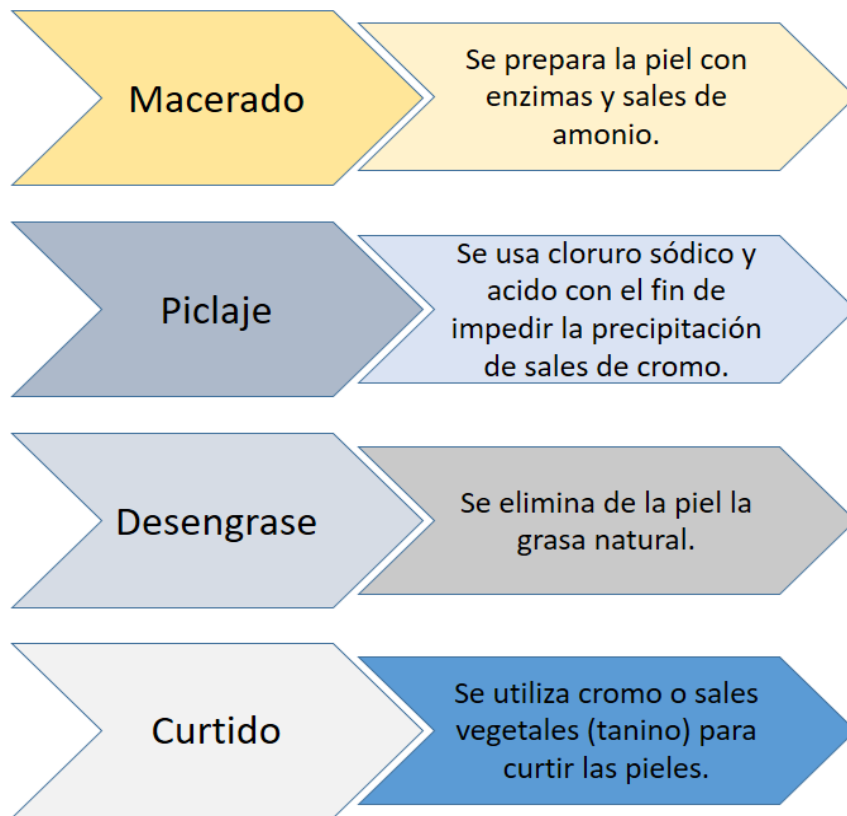 Macerado
Se prepara la piel con
enzimas y sales de
amonio.
Piclaje
Se usa cloruro sódico y
acido con el fin de
impedir la precipitación
de sales de cromo.
Desengrase
Se elimina de la piel la
grasa natural.
Curtido
Se utiliza cromo o sales
vegetales (tanino) para
curtir las pieles.